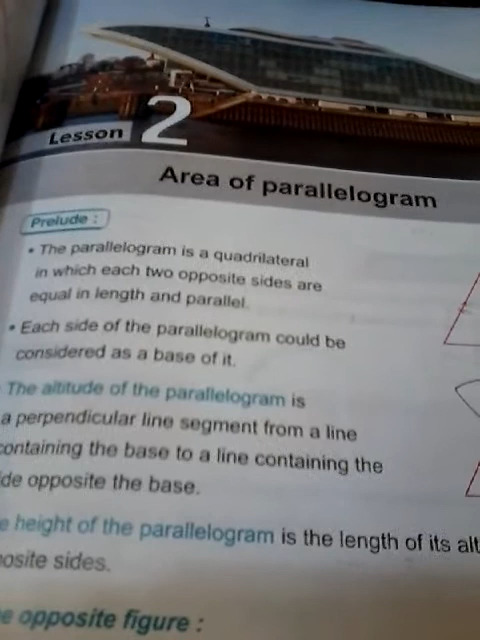 Lesson 2
Area of parallelogram
Prelude :
• The parallelogram is a quadrilateral
in which each two opposite sides are
equal in length and parallel.
• Each side of the parallelogram could be
considered as a base of it.
The altitude of the parallelogram is
a perpendicular line segment from a line
containing the base to a line containing the
opposite the base.
height of the parallelogram is the length of its
sides.
opposite figure :